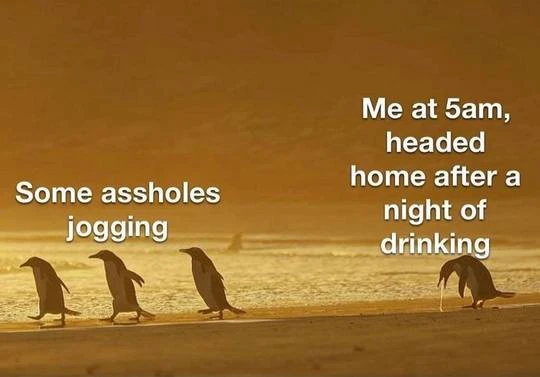 Some assholes
jogging
Me at 5am,
headed
home after a
night of
drinking